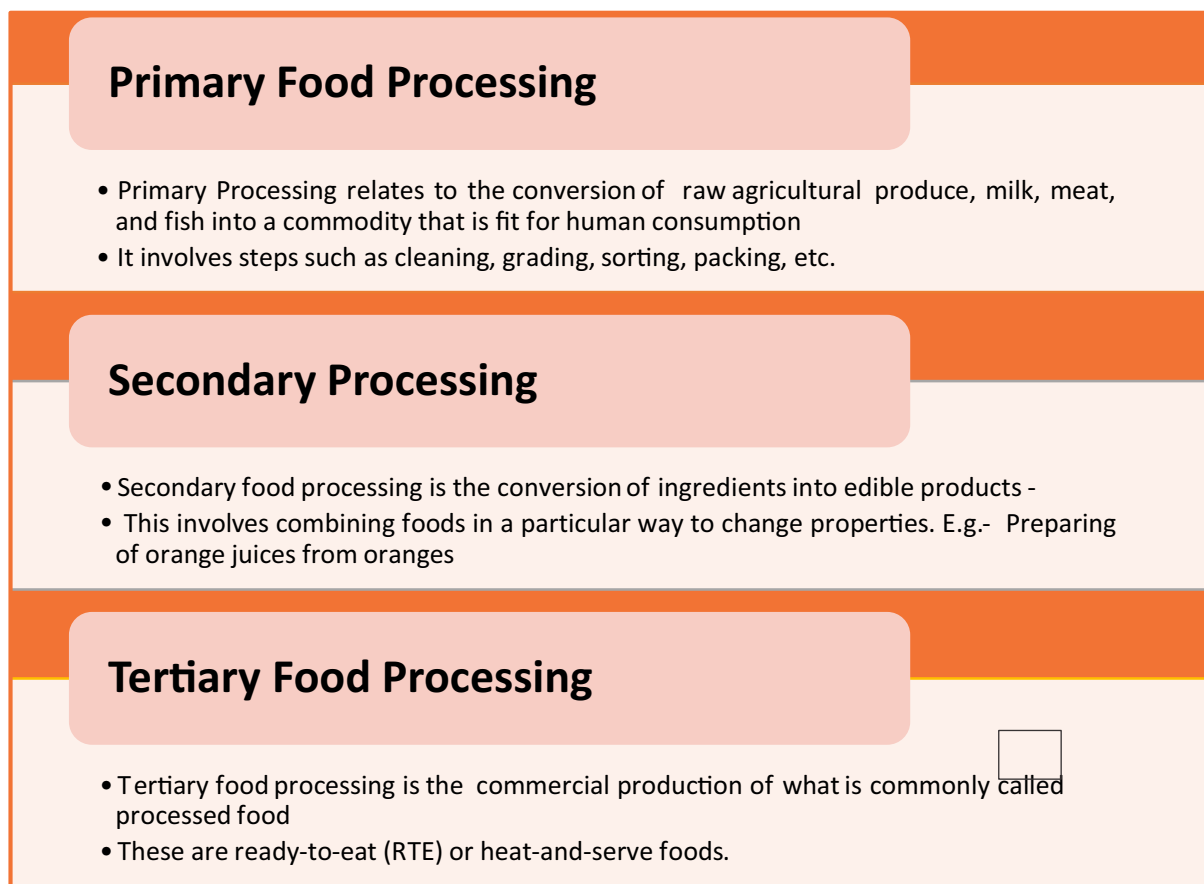 Primary Food Processing
• Primary Processing relates to the conversion of raw agricultural produce, milk, meat,
and fish into a commodity that is fit for human consumption
• It involves steps such as cleaning, grading, sorting, packing, etc.
Secondary Processing
• Secondary food processing is the conversion of ingredients into edible products -
• This involves combining foods in a particular way to change properties. E.g.- Preparing
of orange juices from oranges
Tertiary Food Processing
• Tertiary food processing is the commercial production of what is commonly called
processed food
• These are ready-to-eat (RTE) or heat-and-serve foods.